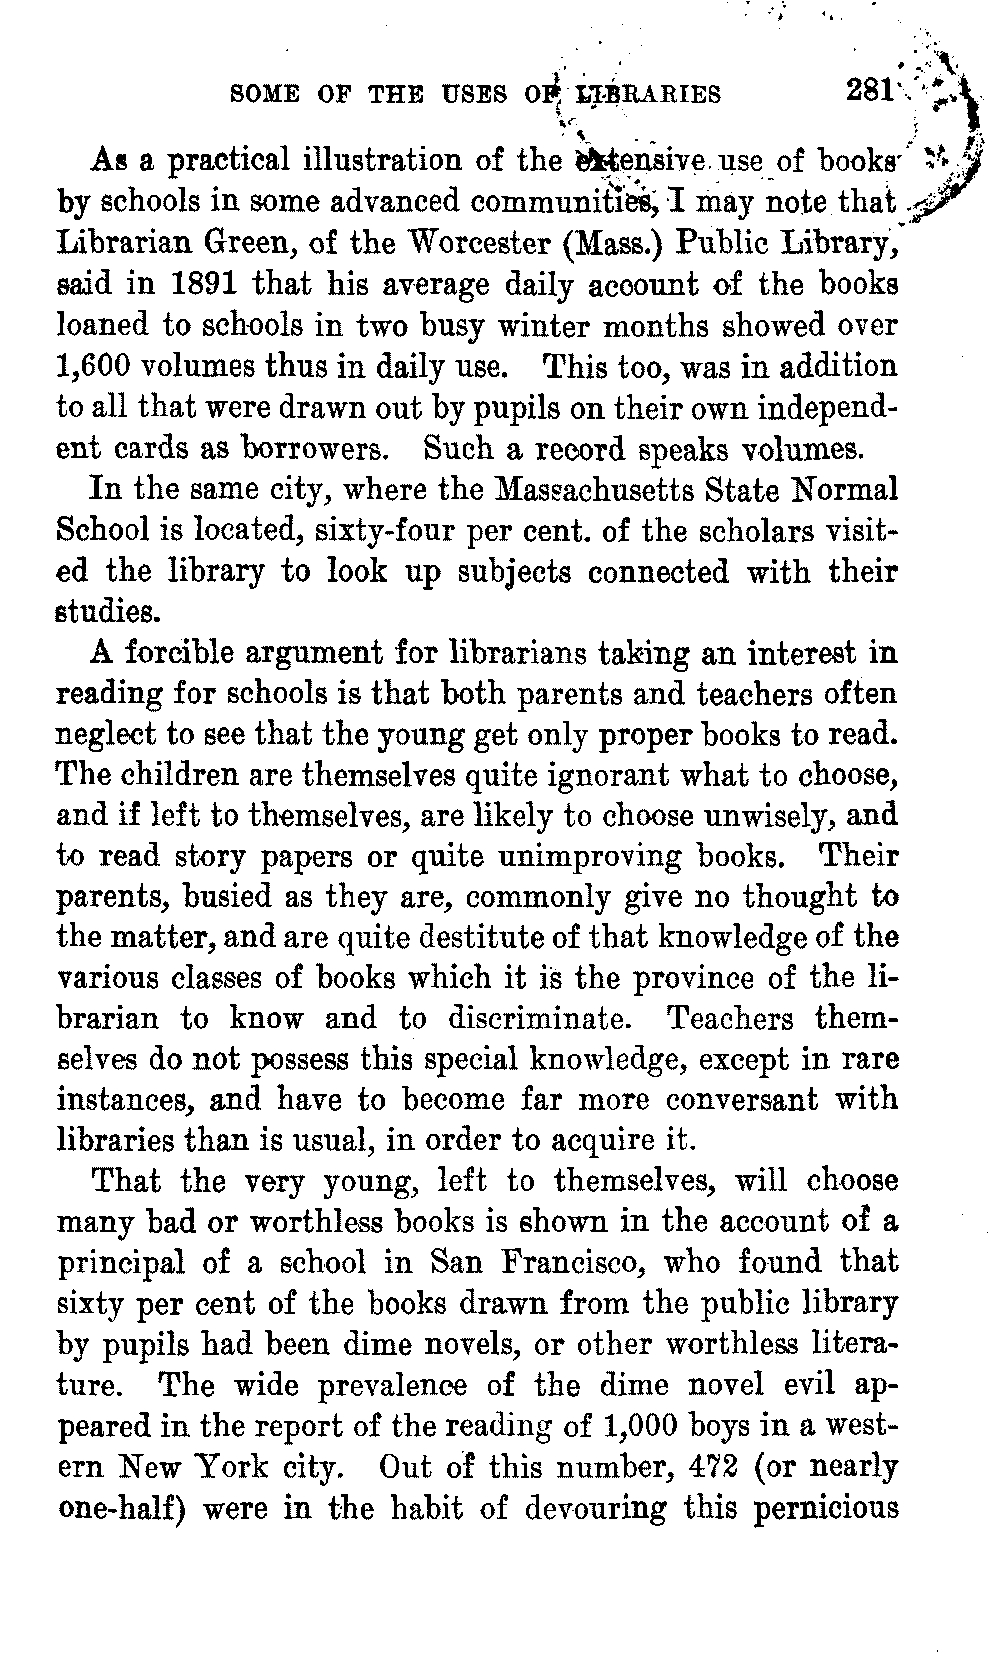 SOME OF THE USES OF LIBRARIES 281
As a practical illustration of the extensive use of books
by schools in some advanced communities, I may note that
Librarian Green, of the Worcester (Mass.) Public Library,
said in 1891 that his average daily account of the books
loaned to schools in two busy winter months showed over
1,600 volumes thus in daily use. This too, was in addition
to all that were drawn out by pupils on their own independ-
ent cards as borrowers. Such a record speaks volumes.
In the same city, where the Massachusetts State Normal
School is located, sixty-four per cent. of the scholars visit-
ed the library to look up subjects connected with their
studies.
A forcible argument for librarians taking an interest in
reading for schools is that both parents and teachers often
neglect to see that the young get only proper books to read.
The children are themselves quite ignorant what to choose,
and if left to themselves, are likely to choose unwisely, and
to read story papers or quite unimproving books. Their
parents, busied as they are, commonly give no thought to
the matter, and are quite destitute of that knowledge of the
various classes of books which it is the province of the li-
brarian to know and to discriminate. Teachers them-
selves do not possess this special knowledge, except in rare
instances, and have to become far more conversant with
libraries than is usual, in order to acquire it.
That the very young, left to themselves, will choose
many bad or worthless books is shown in the account of a
principal of a school in San Francisco, who found that
sixty per cent of the books drawn from the public library
by pupils had been dime novels, or other worthless litera-
ture. The wide prevalence of the dime novel evil ap-
peared in the report of the reading of 1,000 boys in a west-
ern New York city. Out of this number, 472 (or nearly
one-half) were in the habit of devouring this pernicious